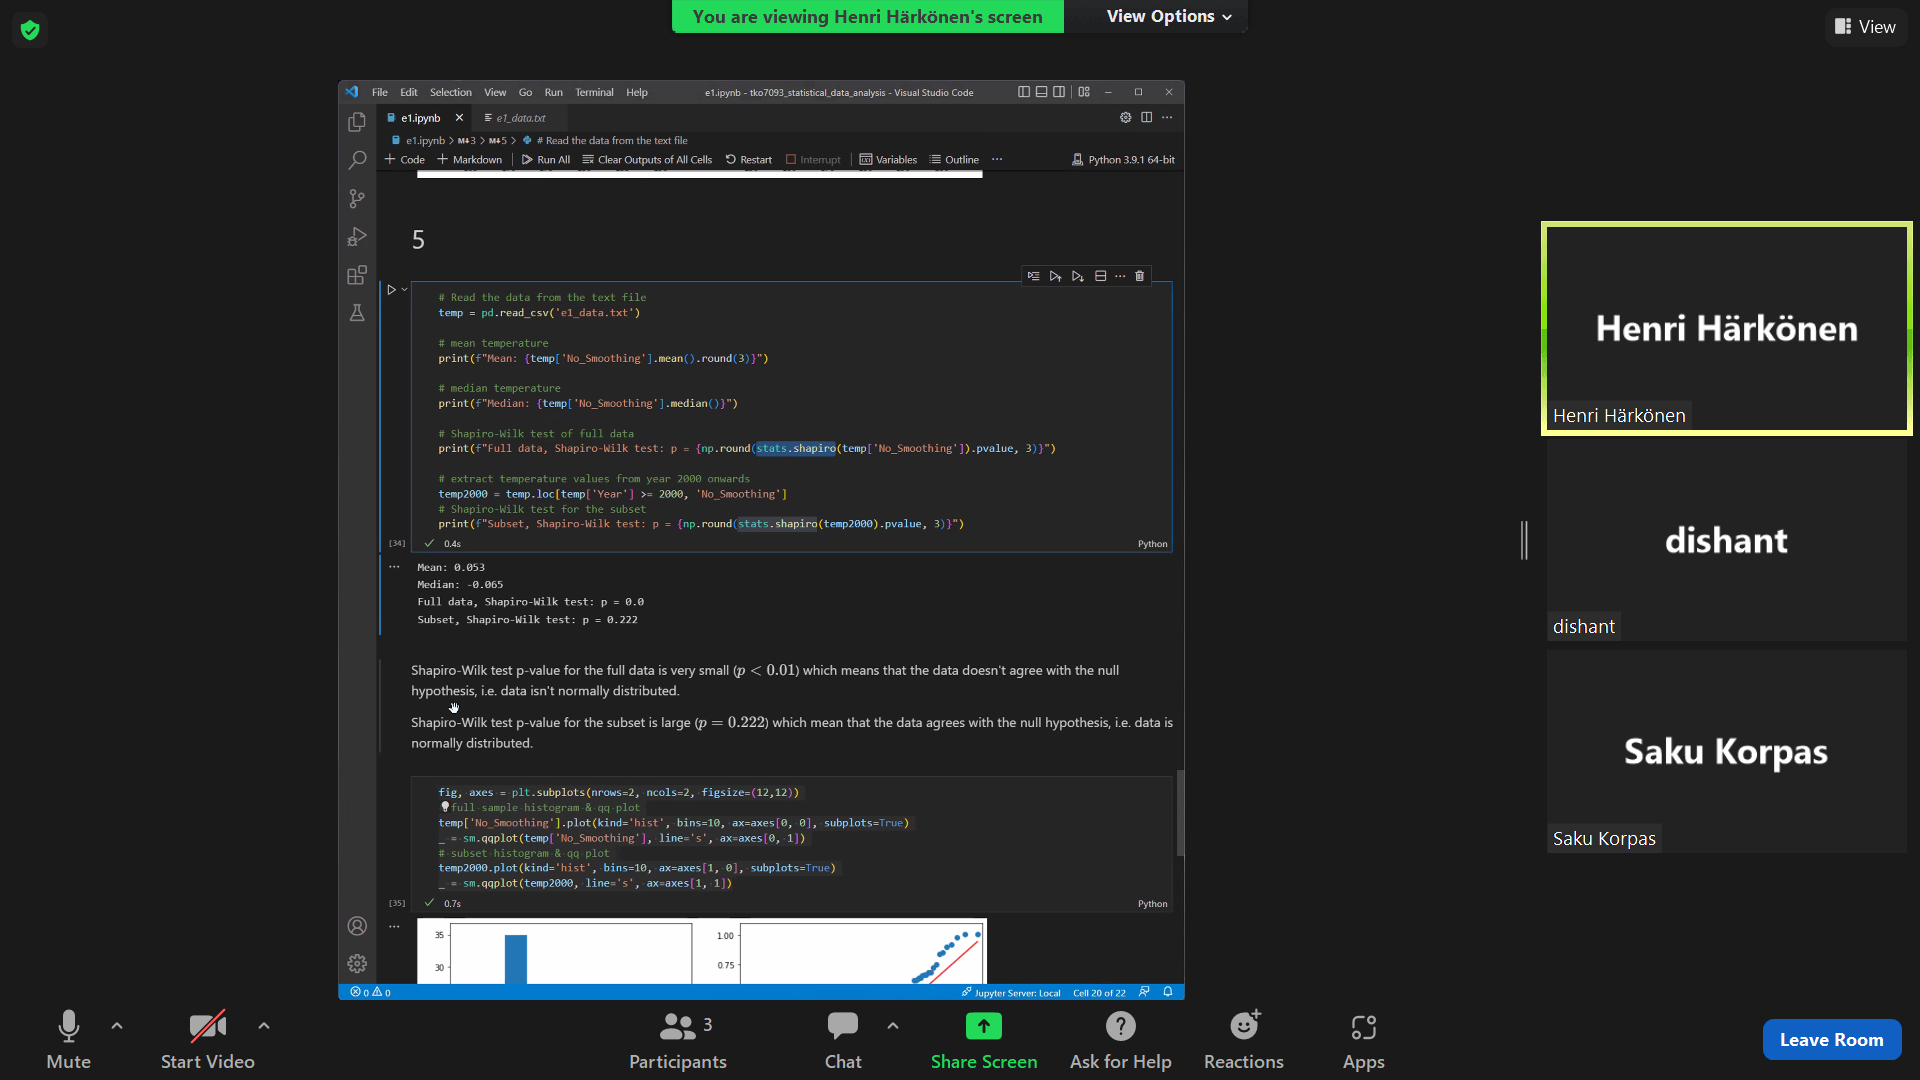 You are viewing Henri Härkönen's screen
View Options
View
File Edit Selection View Go Run Terminal Help
e1.ipynb - tko7093_statistical_data_analysis - Visual Studio Code
e1.ipynb
e1_data.txt
e1.ipynb > M↓3 > M↓5 > # Read the data from the text file
+ Code + Markdown Run All Clear Outputs of All Cells Restart Interrupt Variables Outline ...
Python 3.9.1 64-bit
5
# Read the data from the text file
temp = pd.read_csv('e1_data.txt')
# mean temperature
print(f"Mean: {temp['No_Smoothing'].mean().round(3)}")
# median temperature
print(f"Median: {temp['No_Smoothing'].median()}")
# Shapiro-Wilk test of full data
print(f"Full data, Shapiro-Wilk test: p = {np.round(stats.shapiro(temp['No_Smoothing']).pvalue, 3)}")
# extract temperature values from year 2000 onwards
temp2000 = temp.loc[temp['Year'] >= 2000, 'No_Smoothing']
# Shapiro-Wilk test for the subset
print(f"Subset, Shapiro-Wilk test: p = {np.round(stats.shapiro(temp2000).pvalue, 3)}")
[34] 0.4s Python
Mean: 0.053
Median: -0.065
Full data, Shapiro-Wilk test: p = 0.0
Subset, Shapiro-Wilk test: p = 0.222
Shapiro-Wilk test p-value for the full data is very small (p < 0.01) which means that the data doesn't agree with the null
hypothesis, i.e. data isn't normally distributed.
Shapiro-Wilk test p-value for the subset is large (p = 0.222) which mean that the data agrees with the null hypothesis, i.e. data is
normally distributed.
fig, axes = plt.subplots(nrows=2, ncols=2, figsize=(12,12))
full sample histogram & qq plot
temp['No_Smoothing'].plot(kind='hist', bins=10, ax=axes[0, 0], subplots=True)
_ = sm.qqplot(temp['No_Smoothing'], line='s', ax=axes[0, 1])
# subset histogram & qq plot
temp2000.plot(kind='hist', bins=10, ax=axes[1, 0], subplots=True)
_ = sm.qqplot(temp2000, line='s', ax=axes[1, 1])
[35] 0.7s Python
35
30
1.00
0.75
0 0
Jupyter Server: Local Cell 20 of 22
Henri Härkönen
Henri Härkönen
dishant
dishant
Saku Korpas
Saku Korpas
Mute
Start Video
3
Participants
Chat
Share Screen
Ask for Help
Reactions
Apps
Leave Room